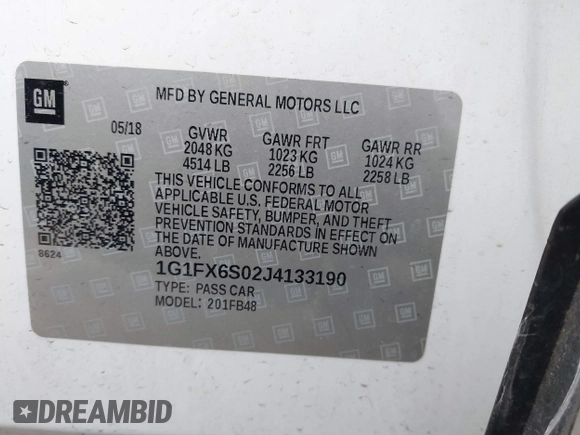 GM
MFD BY GENERAL MOTORS LLC
05/18 GVWR GAWR FRT GAWR RR
2048 KG 1023 KG 1024 KG
4514 LB 2256 LB 2258 LB
THIS VEHICLE CONFORMS TO ALL
APPLICABLE U.S. FEDERAL MOTOR
VEHICLE SAFETY, BUMPER, AND THEFT
PREVENTION STANDARDS IN EFFECT ON
THE DATE OF MANUFACTURE SHOWN
ABOVE.
8624
1G1FX6S02J4133190
TYPE: PASS CAR
MODEL: 201FB48
DREAMBID